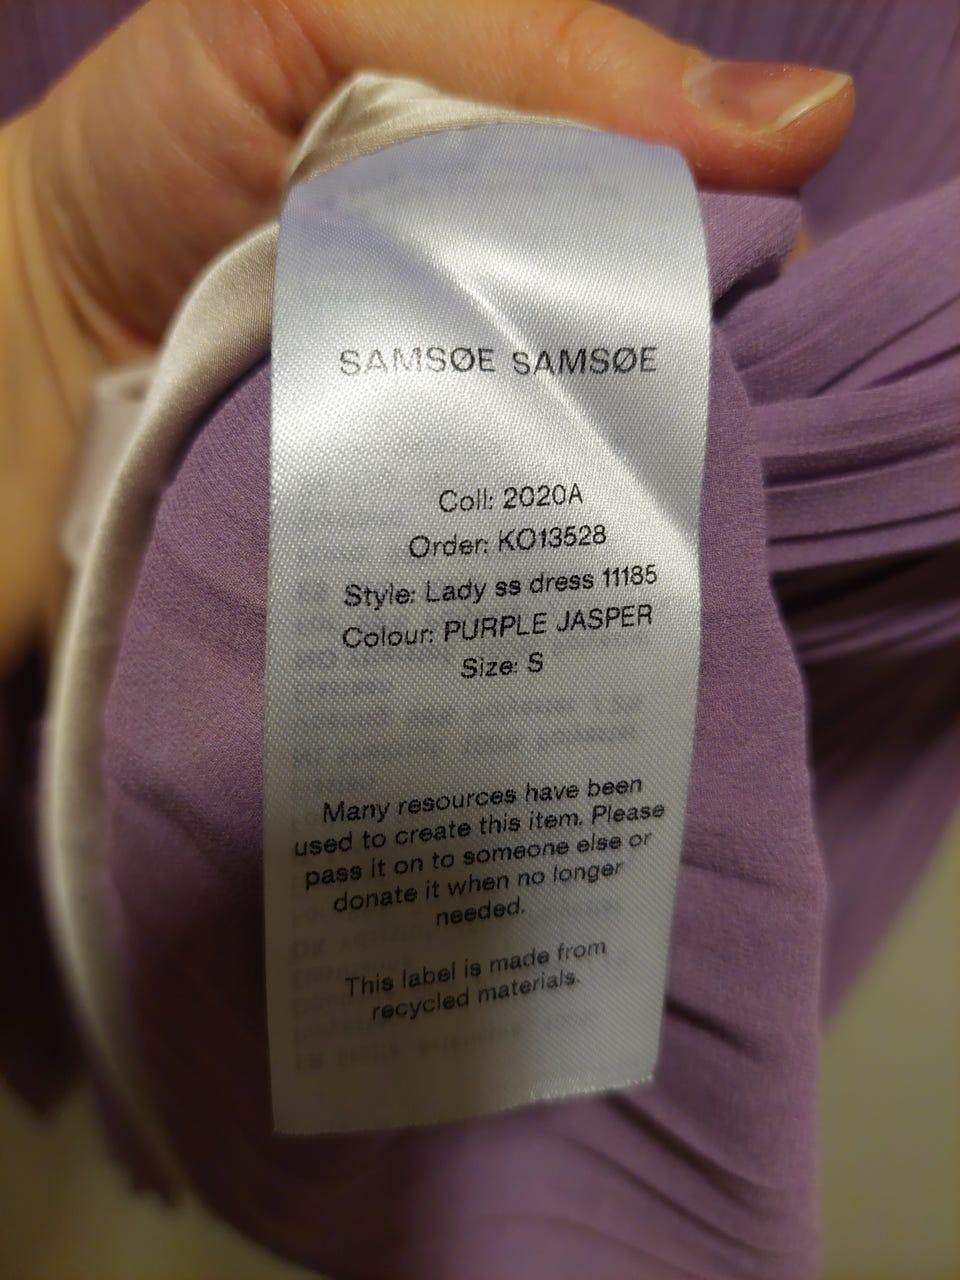 SAMSØE SAMSØE
Coll: 2020A
Order: KO13528
Style: Lady ss dress 11185
Colour: PURPLE JASPER
Size: S
Many resources have been
used to create this item. Please
pass it on to someone else or
donate it when no longer
needed.
This label is made from
recycled materials.